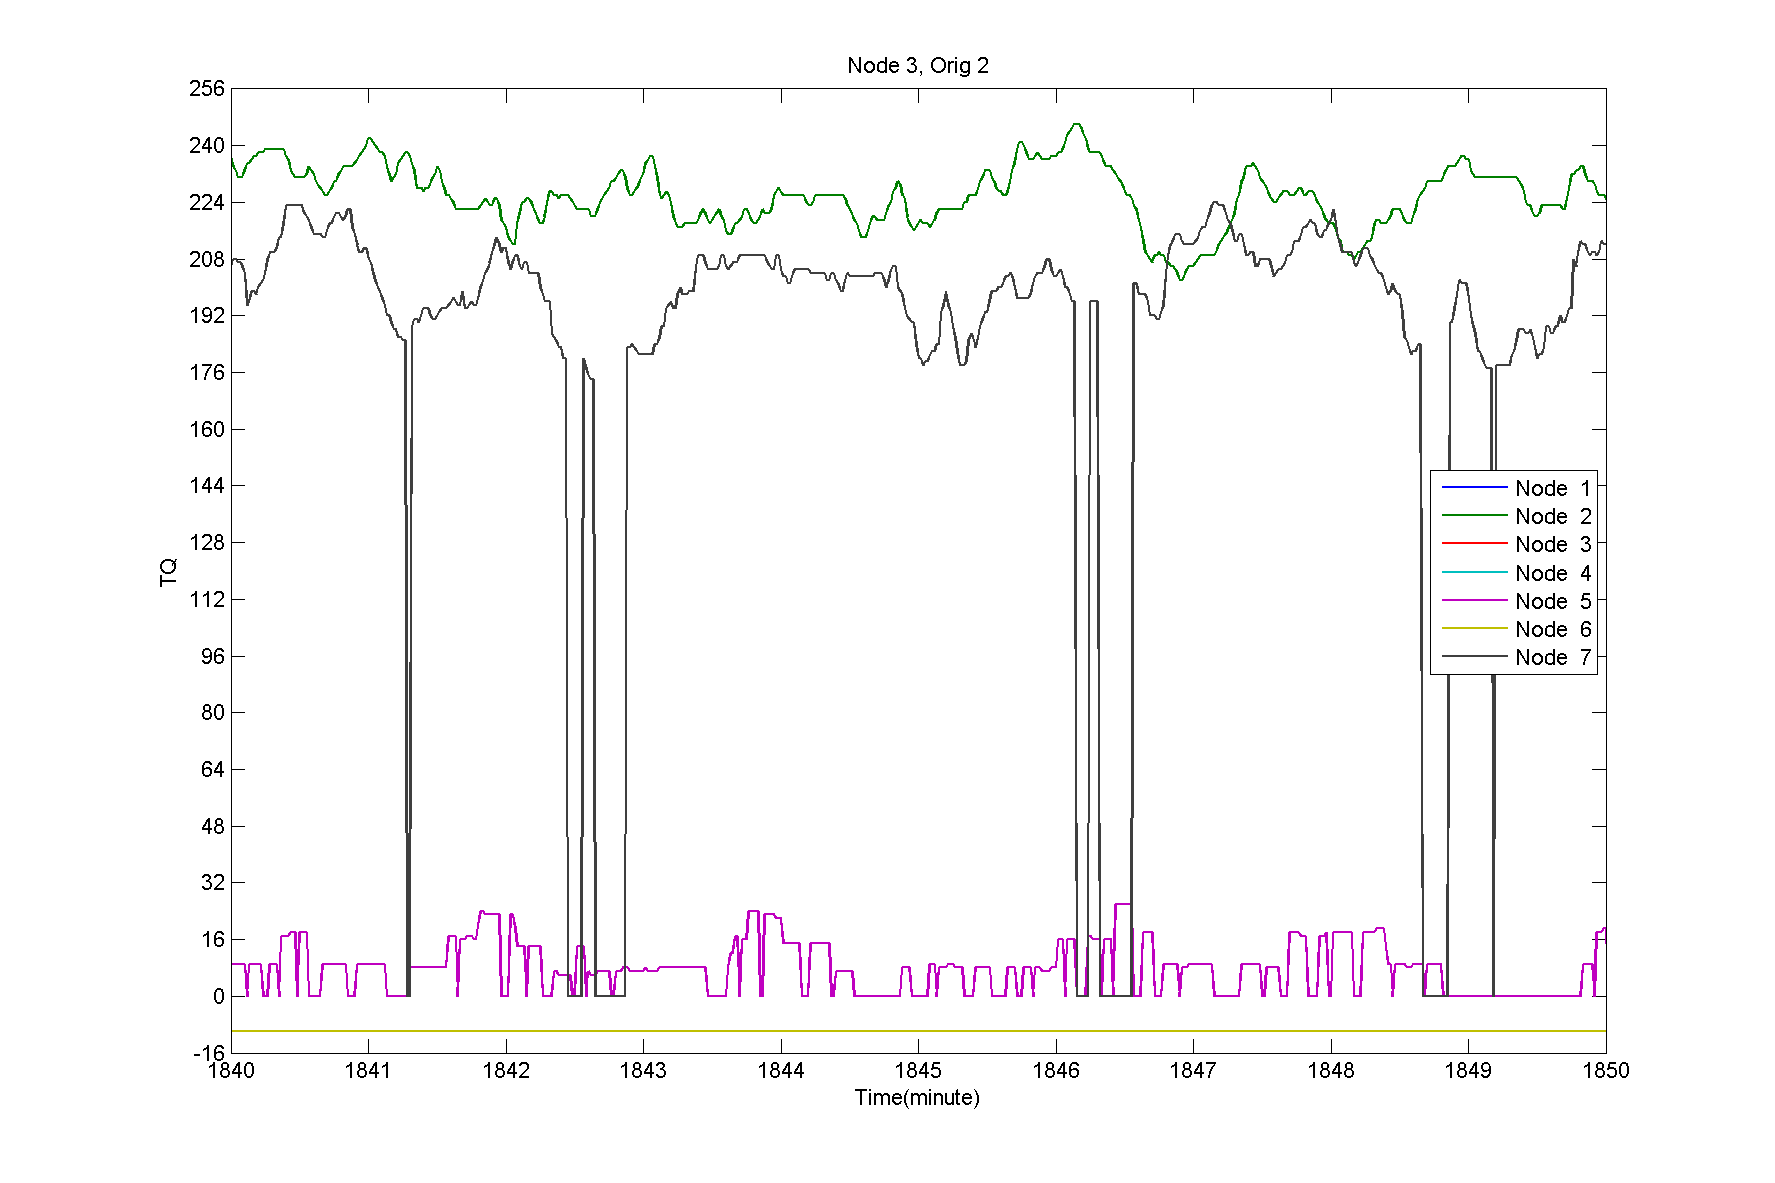 Node 3, Orig 2
256
240
224
208
192
176
160
144
128
112
96
80
64
48
32
16
0
-16
TQ
Node 1
Node 2
Node 3
Node 4
Node 5
Node 6
Node 7
1840 1841 1842 1843 1844 1845 1846 1847 1848 1849 1850
Time(minute)